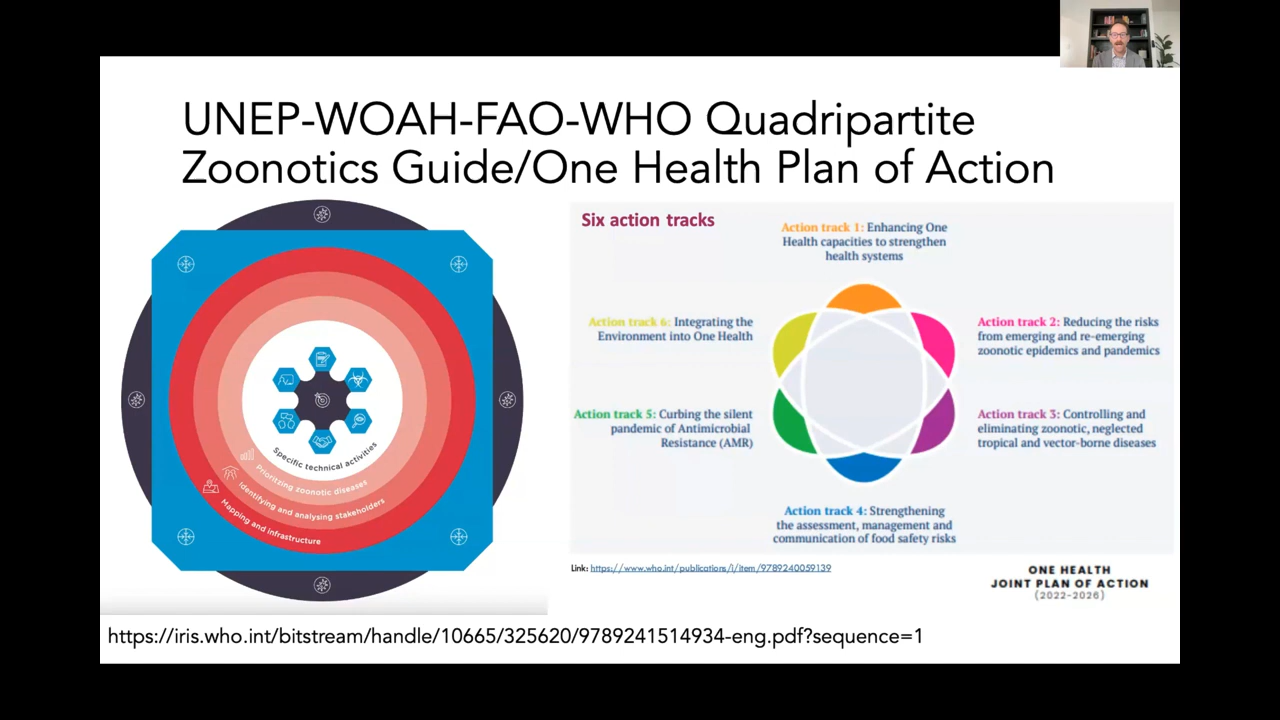 UNEP-WOAH-FAO-WHO Quadripartite
Zoonotics Guide/One Health Plan of Action
Specific technical activities
Prioritizing zoonotic diseases
Identifying and analysing stakeholders
Mapping and infrastructure
Six action tracks
Action track 1: Enhancing One
Health capacities to strengthen
health systems
Action track 2: Reducing the risks
from emerging and re-emerging
zoonotic epidemics and pandemics
Action track 3: Controlling and
eliminating zoonotic, neglected
tropical and vector-borne diseases
Action track 4: Strengthening
the assessment, management and
communication of food safety risks
Action track 5: Curbing the silent
pandemic of Antimicrobial
Resistance (AMR)
Action track 6: Integrating the
Environment into One Health
Link: https://www.who.int/publications/i/item/9789240059139
ONE HEALTH
JOINT PLAN OF ACTION
(2022-2026)
https://iris.who.int/bitstream/handle/10665/325620/9789241514934-eng.pdf?sequence=1